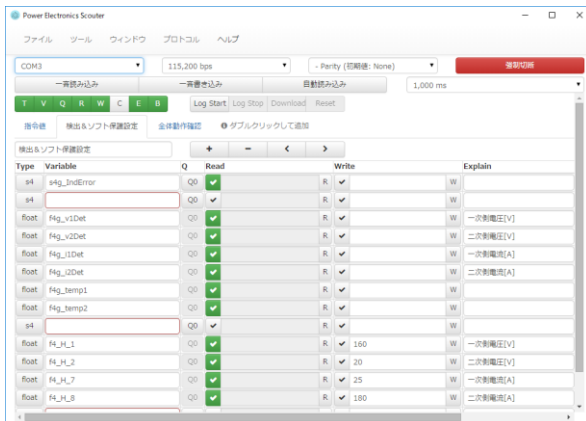 Power Electronics Scouter
ファイル ツール ウィンドウ プロトコル ヘルプ
COM3 115,200 bps - Parity (初期値: None) 強制切断
一斉読み込み 一斉書き込み 自動読み込み 1,000 ms
T V Q R W C E B Log Start Log Stop Download Reset
指令値 検出&ソフト保護設定 全体動作確認 ダブルクリックして追加
検出&ソフト保護設定 + - < >
Type Variable Q Read Write Explain
s4 s4g_IndError Q0 R W
s4 Q0 R W
float f4g_v1Det Q0 R W 一次側電圧[V]
float f4g_v2Det Q0 R W 二次側電圧[V]
float f4g_i1Det Q0 R W 一次側電流[A]
float f4g_i2Det Q0 R W 二次側電流[A]
float f4g_temp1 Q0 R W
float f4g_temp2 Q0 R W
s4 Q0 R W
float f4_H_1 Q0 R 160 W 一次側電圧[V]
float f4_H_2 Q0 R 20 W 二次側電圧[V]
float f4_H_7 Q0 R 25 W 一次側電流[A]
float f4_H_8 Q0 R 180 W 二次側電流[A]